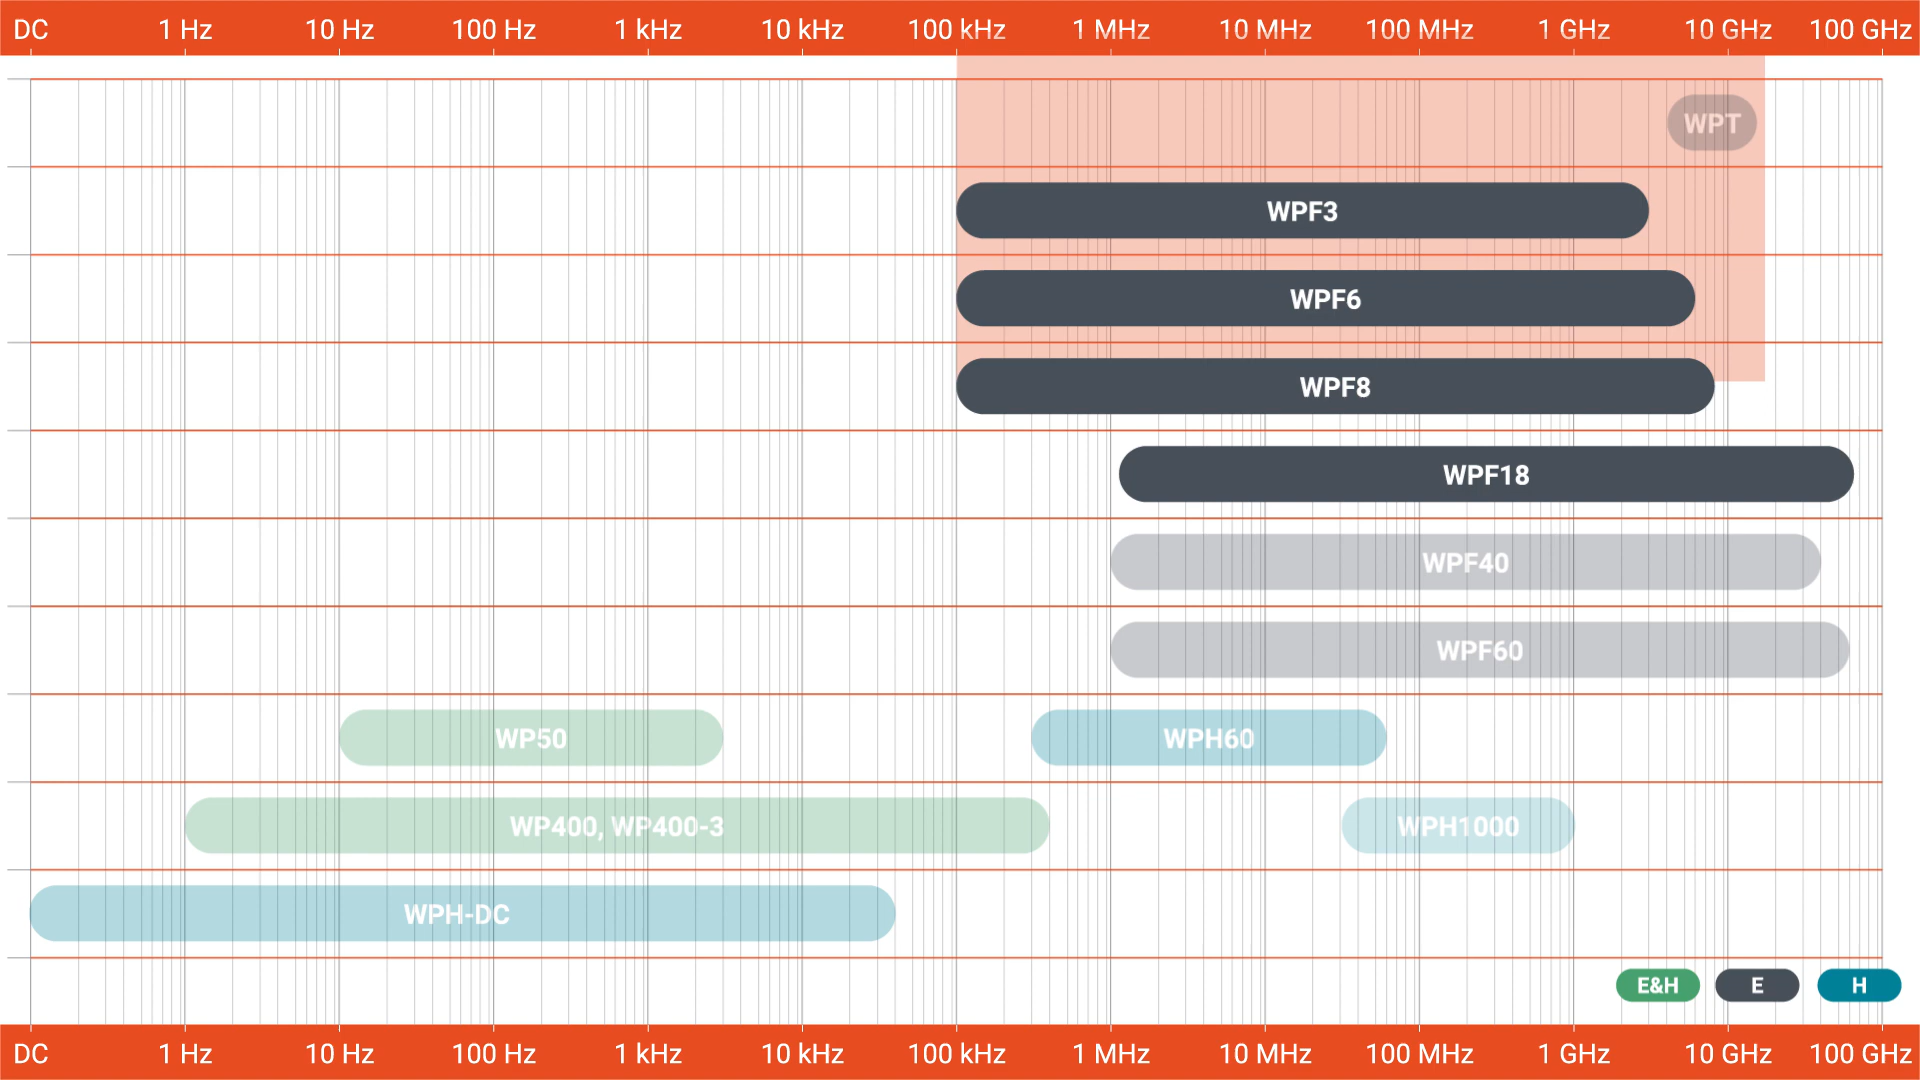 DC 1 Hz 10 Hz 100 Hz 1 kHz 10 kHz 100 kHz 1 MHz 10 MHz 100 MHz 1 GHz 10 GHz 100 GHz
WPT
WPF3
WPF6
WPF8
WPF18
WPF40
WPF60
WP50 WPH60
WP400, WP400-3 WPH1000
WPH-DC
E&H E H
DC 1 Hz 10 Hz 100 Hz 1 kHz 10 kHz 100 kHz 1 MHz 10 MHz 100 MHz 1 GHz 10 GHz 100 GHz